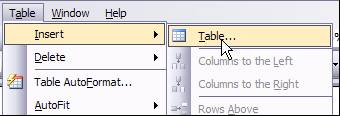 Table Window Help
Insert
Table...
Delete
Columns to the Left
Table AutoFormat...
Columns to the Right
AutoFit
Rows Above